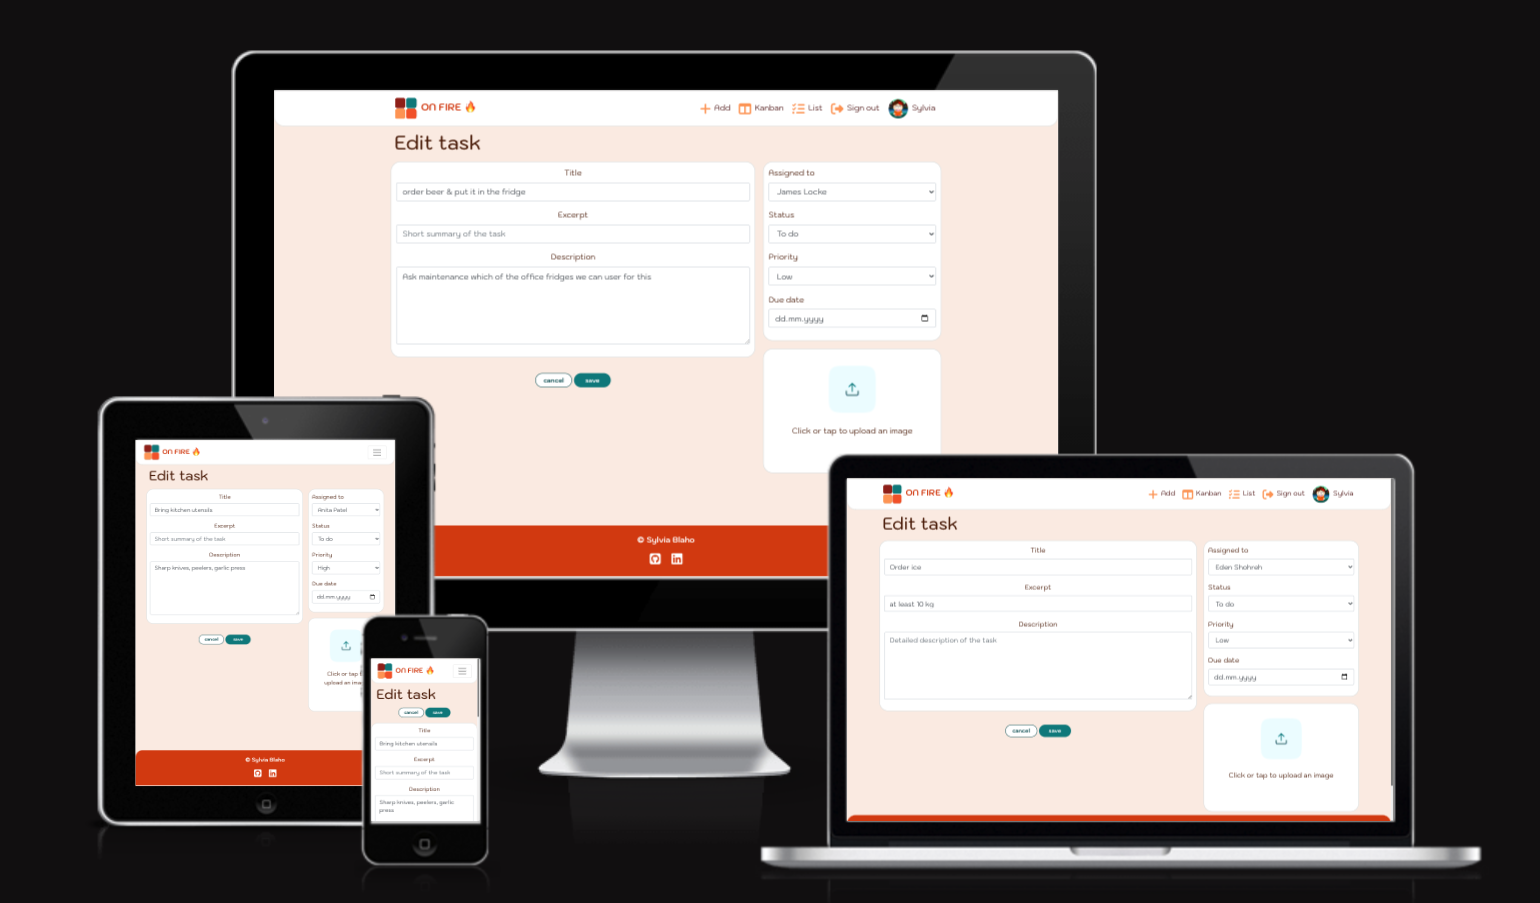 ON FIRE
Add Kanban List Sign out Sylvia
Edit task
Title
order beer & put it in the fridge
Excerpt
Short summary of the task
Description
Ask maintenance which of the office fridges we can user for this
cancel save
Assigned to
James Locke
Status
To do
Priority
Low
Due date
dd.mm.yyyy
Click or tap to upload an image
© Sylvia Blaho
in
ON FIRE
Edit task
Title
Bring kitchen utensils
Excerpt
Short summary of the task
Description
Sharp knives, peelers, garlic press
cancel save
Assigned to
Anita Patel
Status
To do
Priority
High
Due date
dd.mm.yyyy
Click or tap
upload an ima
© Sylvia Blaho
in
ON FIRE
Edit task
cancel save
Title
Bring kitchen utensils
Excerpt
Short summary of the task
Description
Sharp knives, peelers, garlic
press
ON FIRE
Add Kanban List Sign out Sylvia
Edit task
Title
Order ice
Excerpt
at least 10 kg
Description
Detailed description of the task
cancel save
Assigned to
Eden Shohreh
Status
To do
Priority
Low
Due date
dd.mm.yyyy
Click or tap to upload an image